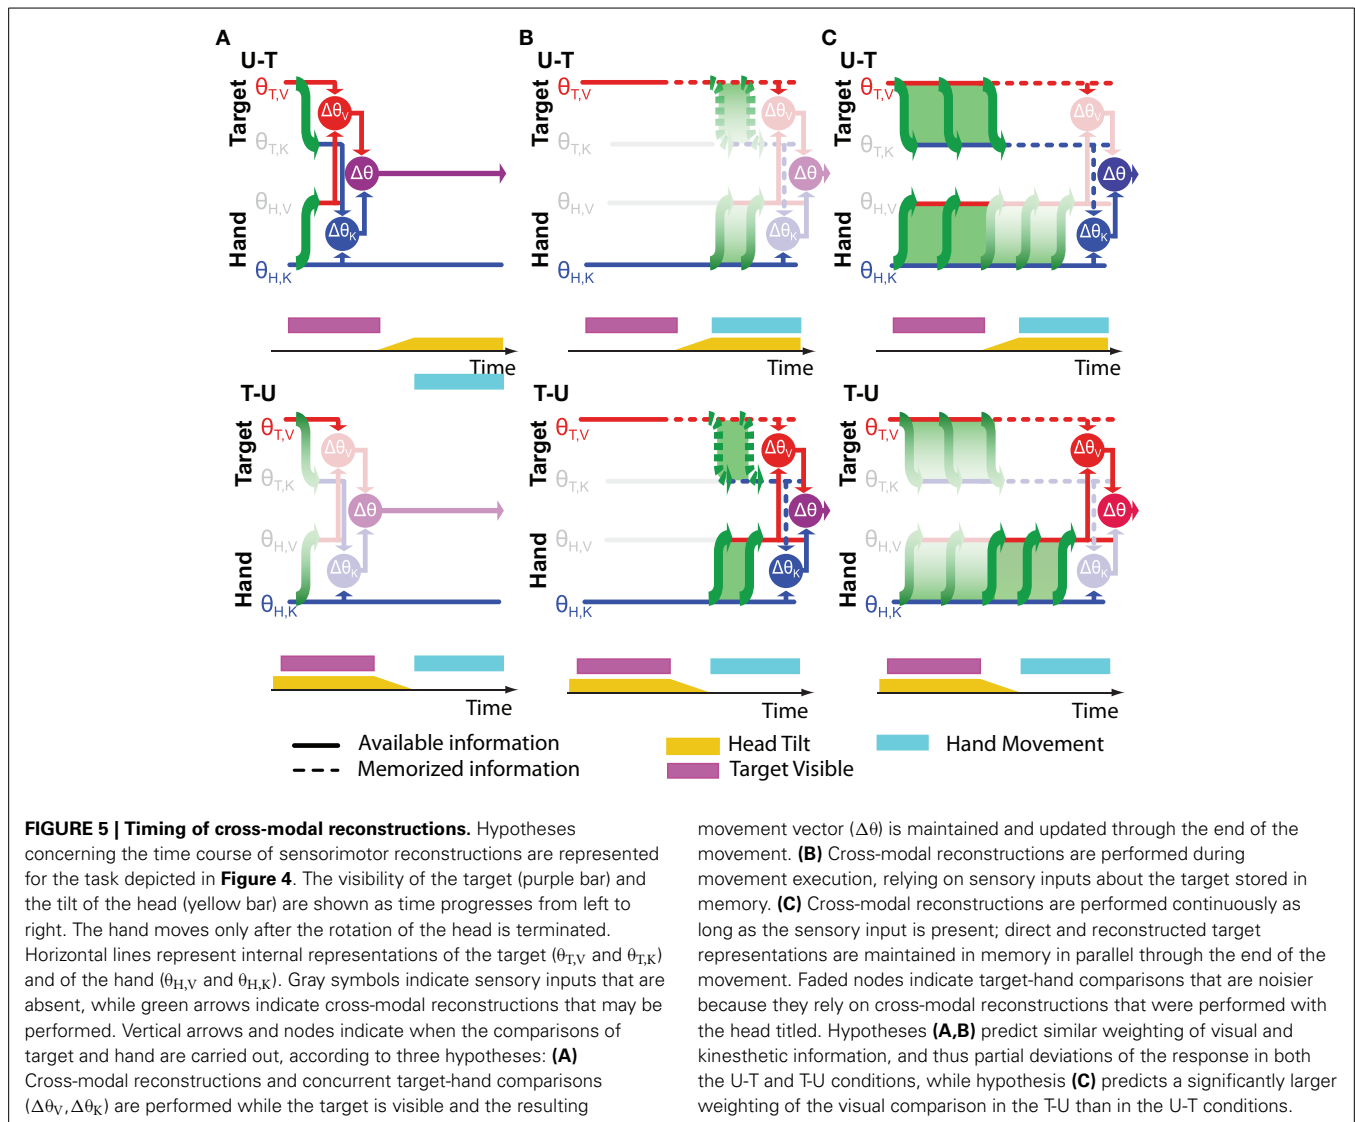 A
U-T
Target
θT,V
θT,K
Hand
θH,V
θH,K
ΔθV
Δθ
ΔθK
Time
T-U
Target
θT,V
θT,K
Hand
θH,V
θH,K
ΔθV
Δθ
ΔθK
Time
B
U-T
Target
θT,V
θT,K
Hand
θH,V
θH,K
ΔθV
Δθ
ΔθK
Time
T-U
Target
θT,V
θT,K
Hand
θH,V
θH,K
ΔθV
Δθ
ΔθK
Time
C
U-T
Target
θT,V
θT,K
Hand
θH,V
θH,K
ΔθV
Δθ
ΔθK
Time
T-U
Target
θT,V
θT,K
Hand
θH,V
θH,K
ΔθV
Δθ
ΔθK
Time
Available information
Memorized information
Head Tilt
Target Visible
Hand Movement
FIGURE 5 | Timing of cross-modal reconstructions. Hypotheses
concerning the time course of sensorimotor reconstructions are represented
for the task depicted in Figure 4. The visibility of the target (purple bar) and
the tilt of the head (yellow bar) are shown as time progresses from left to
right. The hand moves only after the rotation of the head is terminated.
Horizontal lines represent internal representations of the target (θT,V and θT,K)
and of the hand (θH,V and θH,K). Gray symbols indicate sensory inputs that are
absent, while green arrows indicate cross-modal reconstructions that may be
performed. Vertical arrows and nodes indicate when the comparisons of
target and hand are carried out, according to three hypotheses: (A)
Cross-modal reconstructions and concurrent target-hand comparisons
(ΔθV, ΔθK) are performed while the target is visible and the resulting
movement vector (Δθ) is maintained and updated through the end of the
movement. (B) Cross-modal reconstructions are performed during
movement execution, relying on sensory inputs about the target stored in
memory. (C) Cross-modal reconstructions are performed continuously as
long as the sensory input is present; direct and reconstructed target
representations are maintained in memory in parallel through the end of the
movement. Faded nodes indicate target-hand comparisons that are noisier
because they rely on cross-modal reconstructions that were performed with
the head titled. Hypotheses (A,B) predict similar weighting of visual and
kinesthetic information, and thus partial deviations of the response in both
the U-T and T-U conditions, while hypothesis (C) predicts a significantly larger
weighting of the visual comparison in the T-U than in the U-T conditions.